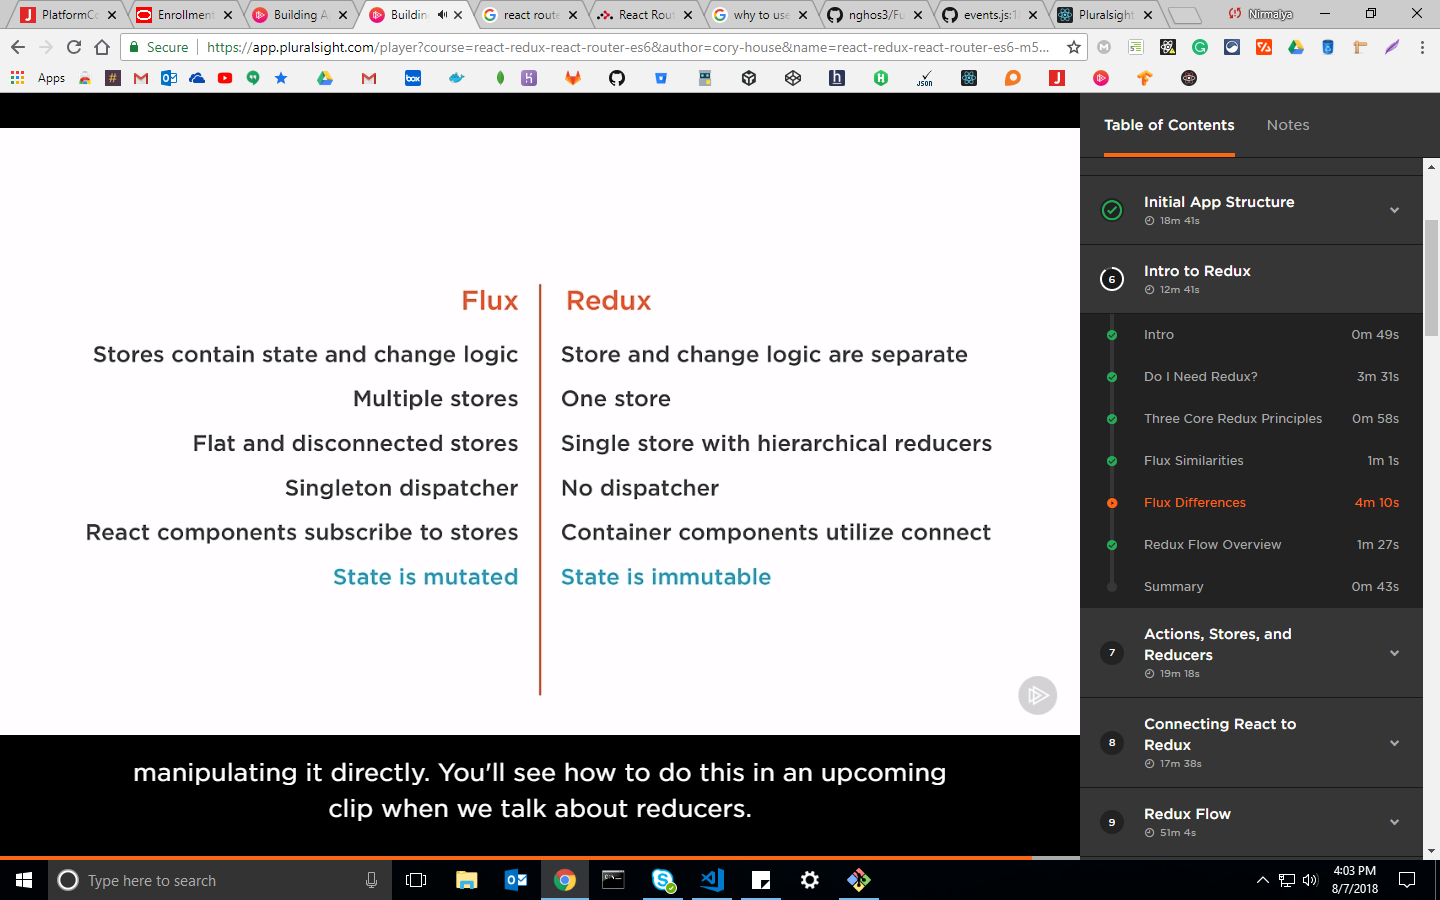 PlatformCo
Enrollment
Building A
Building
react route
React Rout
why to use
nghos3/Fu
events.js:1
Pluralsight
Nirmalya
Secure
https://app.pluralsight.com/player?course=react-redux-react-router-es6&author=cory-house&name=react-redux-react-router-es6-m5...
Apps
box
Json
Table of Contents
Notes
Initial App Structure
18m 41s
6
Intro to Redux
12m 41s
Intro 0m 49s
Do I Need Redux? 3m 31s
Three Core Redux Principles 0m 58s
Flux Similarities 1m 1s
Flux Differences 4m 10s
Redux Flow Overview 1m 27s
Summary 0m 43s
7
Actions, Stores, and
Reducers
19m 18s
8
Connecting React to
Redux
17m 38s
9
Redux Flow
51m 4s
Flux Redux
Stores contain state and change logic Store and change logic are separate
Multiple stores One store
Flat and disconnected stores Single store with hierarchical reducers
Singleton dispatcher No dispatcher
React components subscribe to stores Container components utilize connect
State is mutated State is immutable
manipulating it directly. You'll see how to do this in an upcoming
clip when we talk about reducers.
Type here to search
4:03 PM
8/7/2018